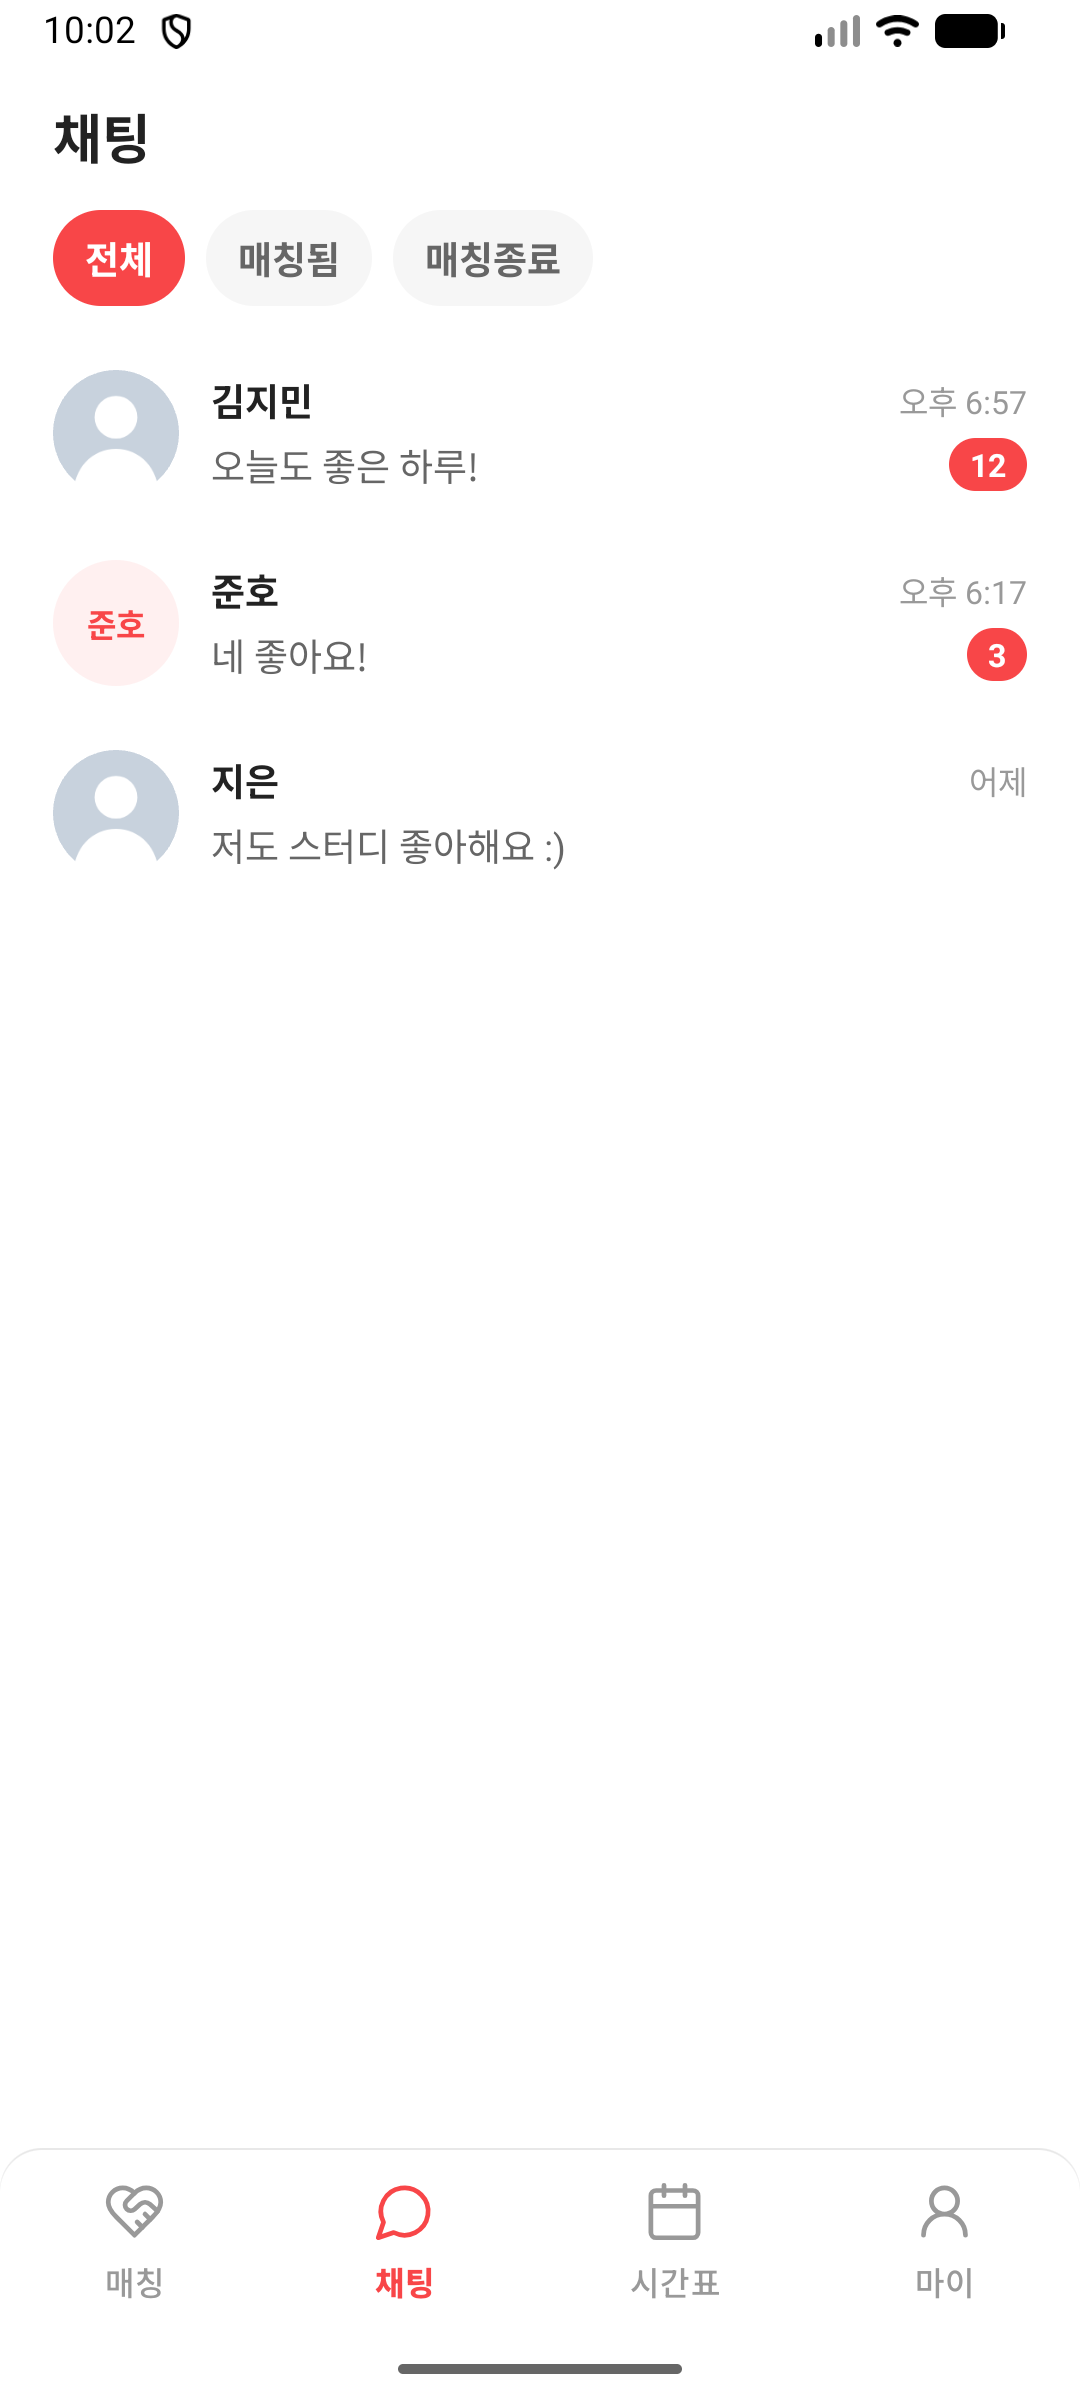 10:02
채팅
전체 매칭됨 매칭종료
김지민 오후 6:57
오늘도 좋은 하루! 12
준호 준호 오후 6:17
네 좋아요! 3
지은 어제
저도 스터디 좋아해요 :)
매칭 채팅 시간표 마이